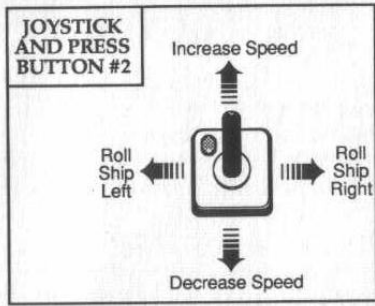 JOYSTICK
AND PRESS
BUTTON #2
Increase Speed
Roll
Ship
Left
Roll
Ship
Right
Decrease Speed